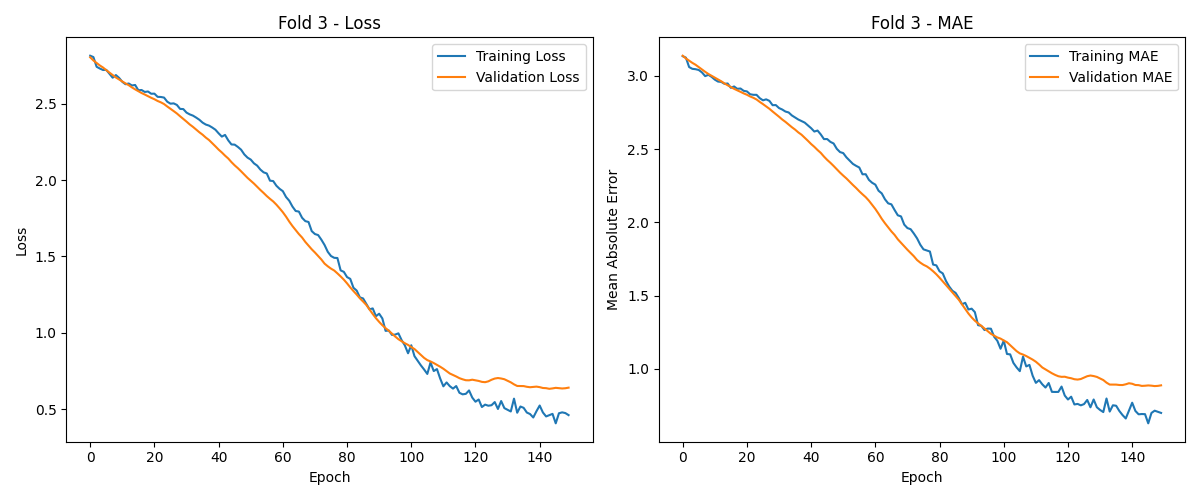 Fold 3 - Loss
Training Loss
Validation Loss
Loss
2.5
2.0
1.5
1.0
0.5
0 20 40 60 80 100 120 140
Epoch
Fold 3 - MAE
Training MAE
Validation MAE
Mean Absolute Error
3.0
2.5
2.0
1.5
1.0
0 20 40 60 80 100 120 140
Epoch